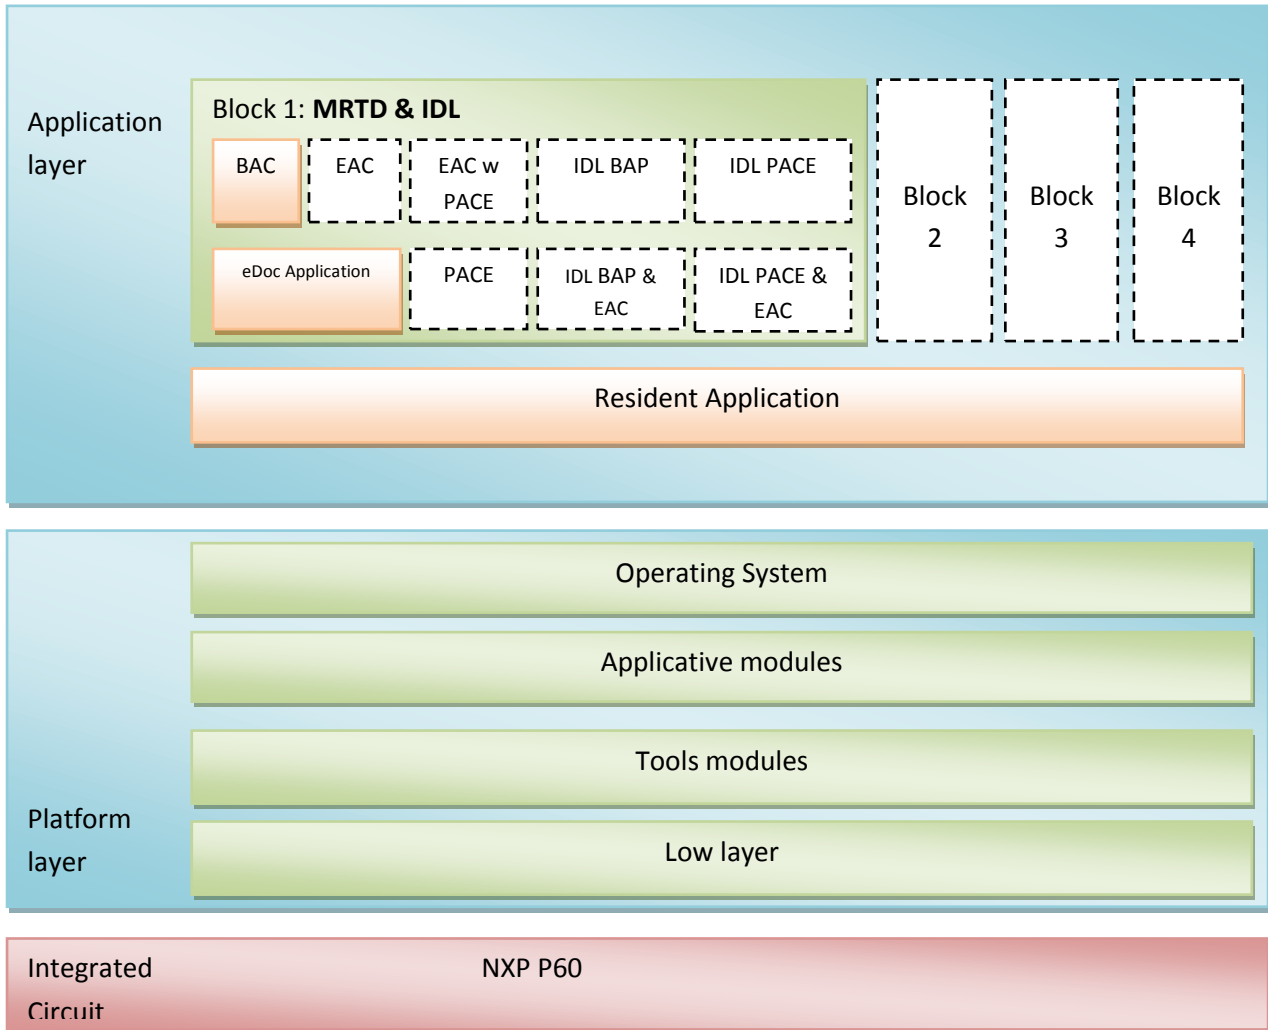 Application
layer
Block 1: MRTD & IDL
BAC
EAC
EAC w
PACE
IDL BAP
IDL PACE
eDoc Application
PACE
IDL BAP &
EAC
IDL PACE &
EAC
Block
2
Block
3
Block
4
Resident Application
Platform
layer
Operating System
Applicative modules
Tools modules
Low layer
Integrated
Circuit
NXP P60